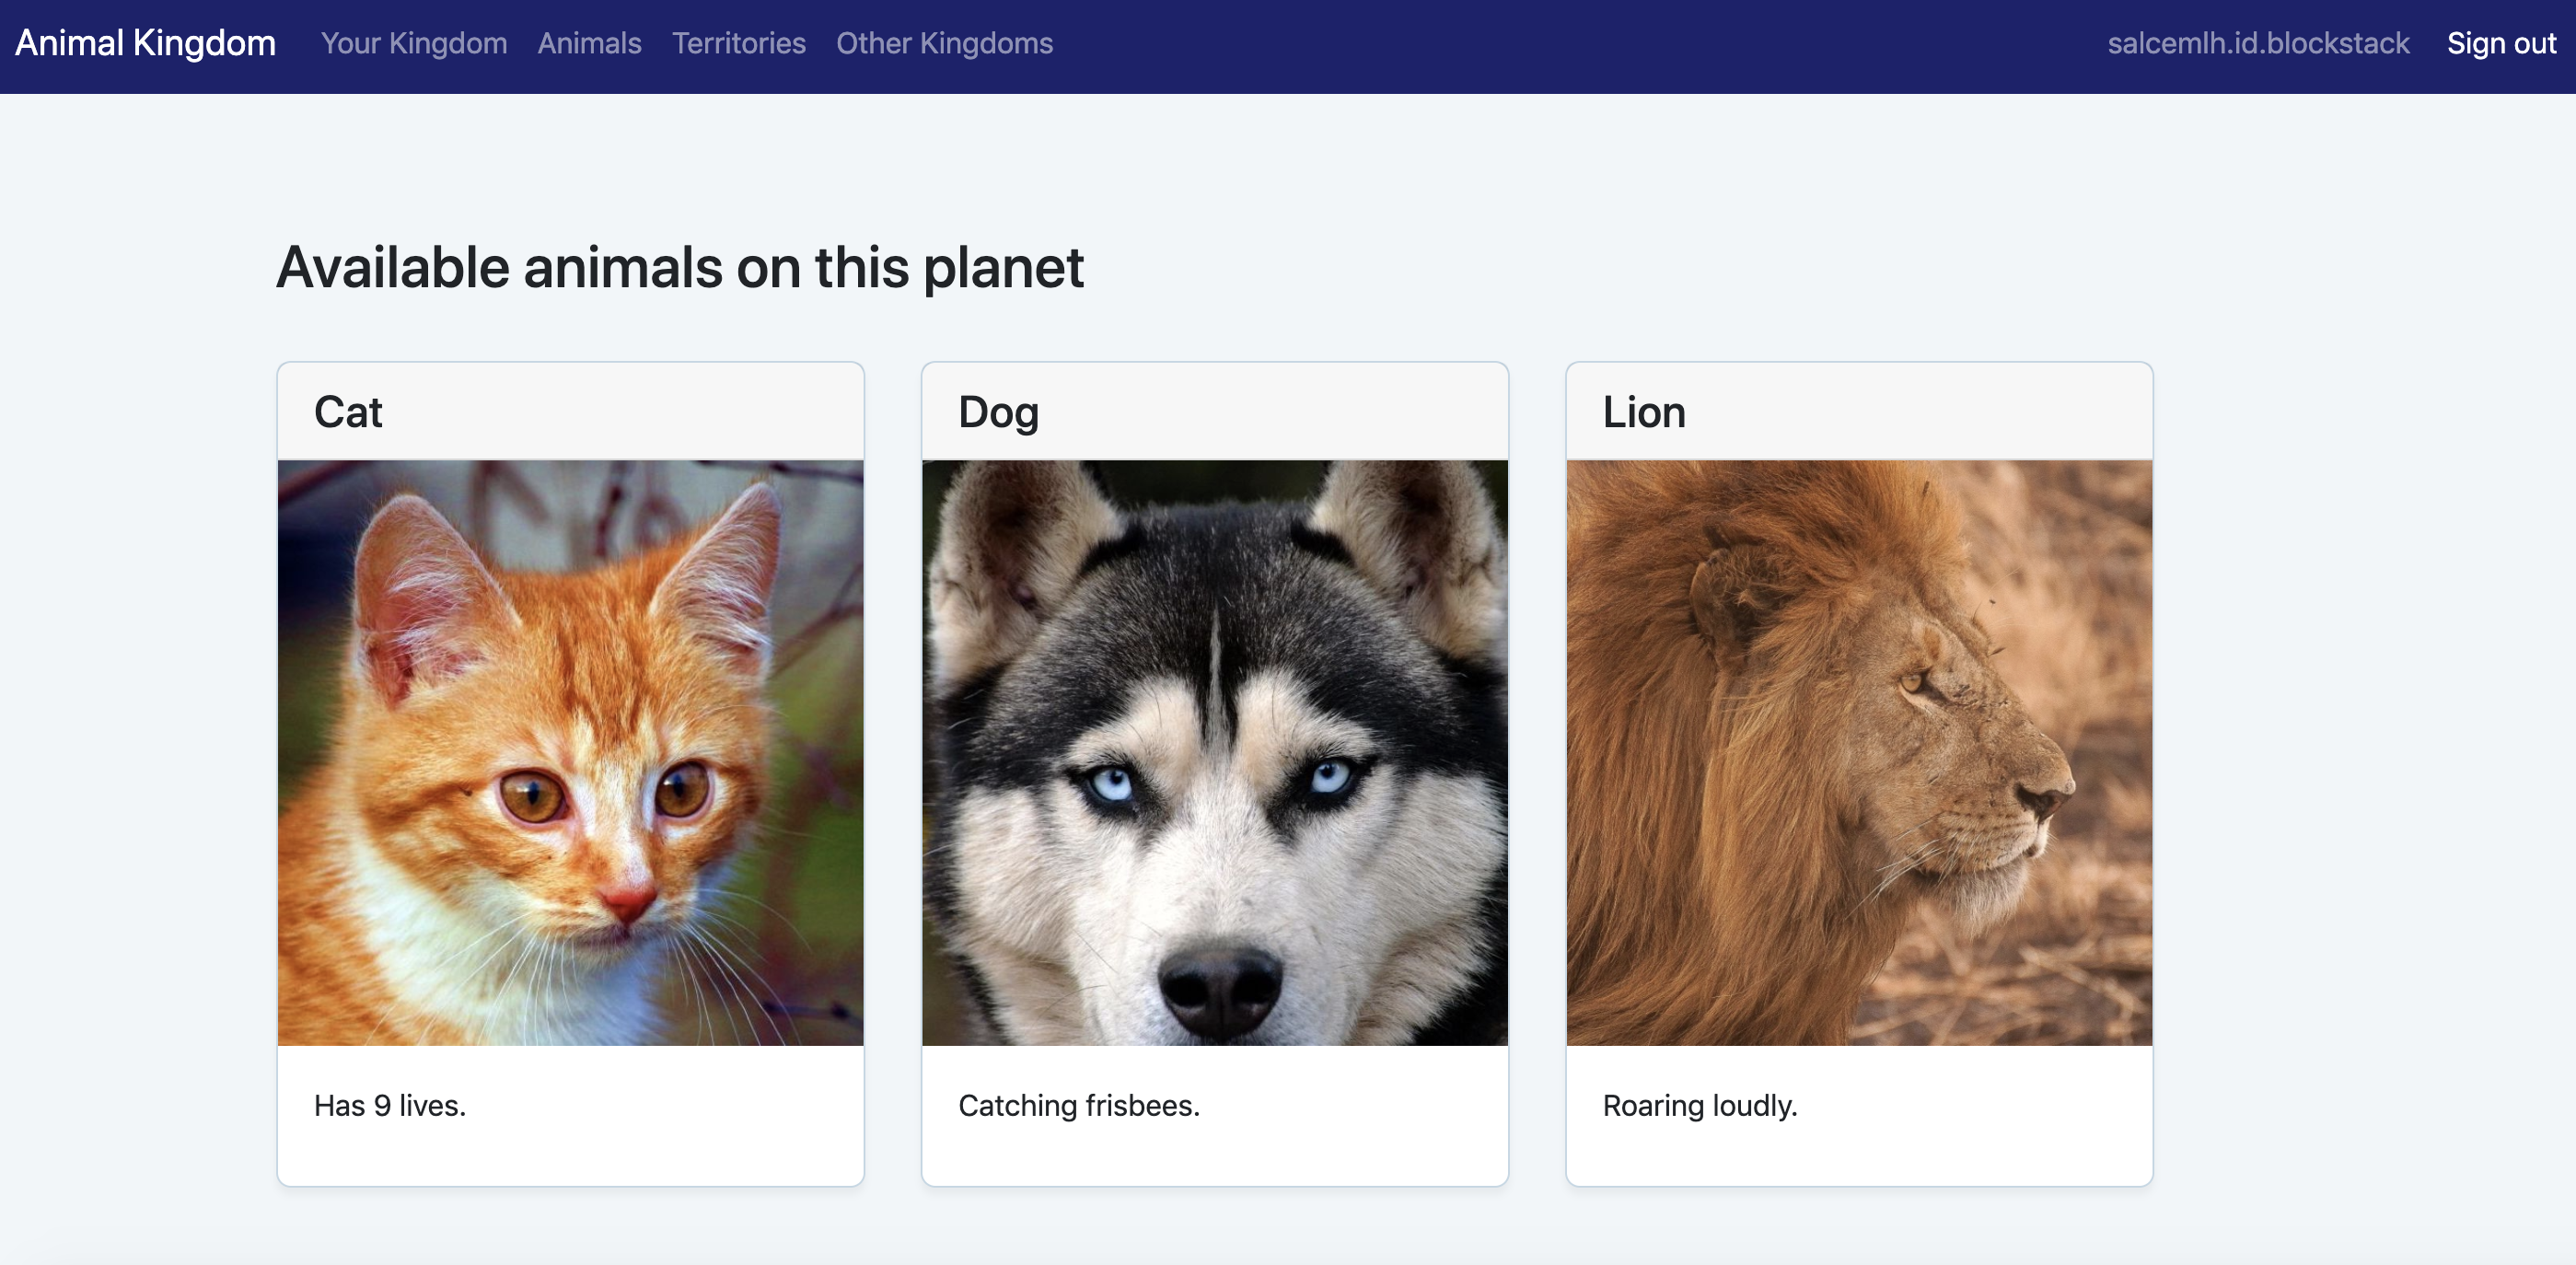 Animal Kingdom Your Kingdom Animals Territories Other Kingdoms salcemlh.id.blockstack Sign out
Available animals on this planet
Cat
Dog
Lion
Has 9 lives.
Catching frisbees.
Roaring loudly.